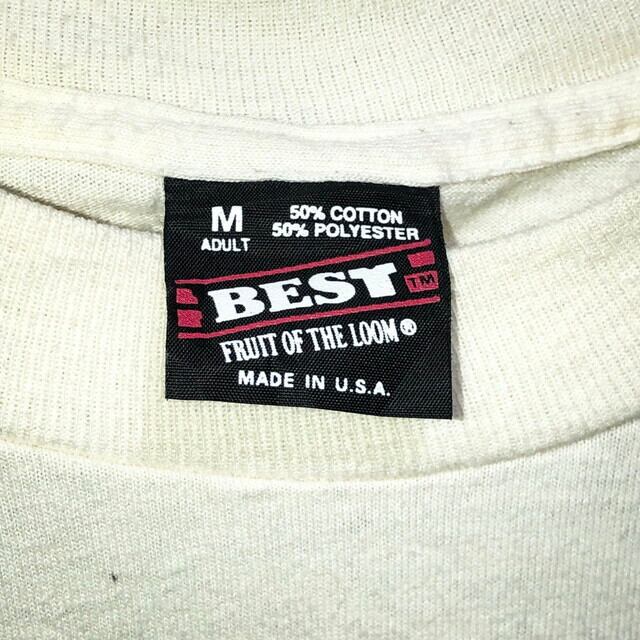 M
ADULT
50% COTTON
50% POLYESTER
BEST TM
FRUIT OF THE LOOM®
MADE IN U.S.A.